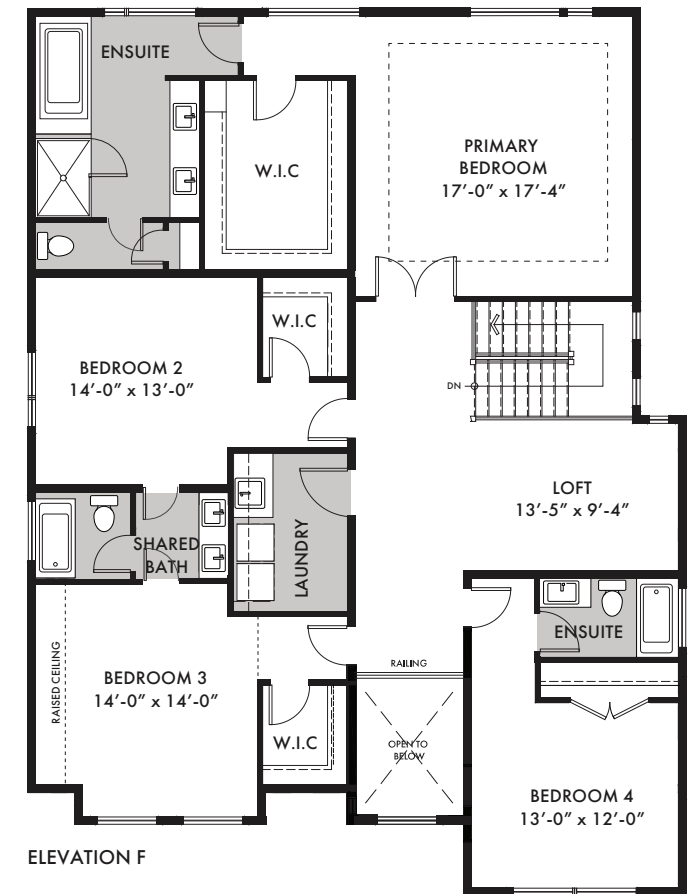 ENSUITE
PRIMARY
BEDROOM
17'-0" x 17'-4"
W.I.C
W.I.C
BEDROOM 2
14'-0" x 13'-0"
DN
LOFT
13'-5" x 9'-4"
LAUNDRY
SHARED
BATH
ENSUITE
RAISED CEILING
BEDROOM 3
14'-0" x 14'-0"
RAILING
W.I.C
OPEN TO
BELOW
BEDROOM 4
13'-0" x 12'-0"
ELEVATION F